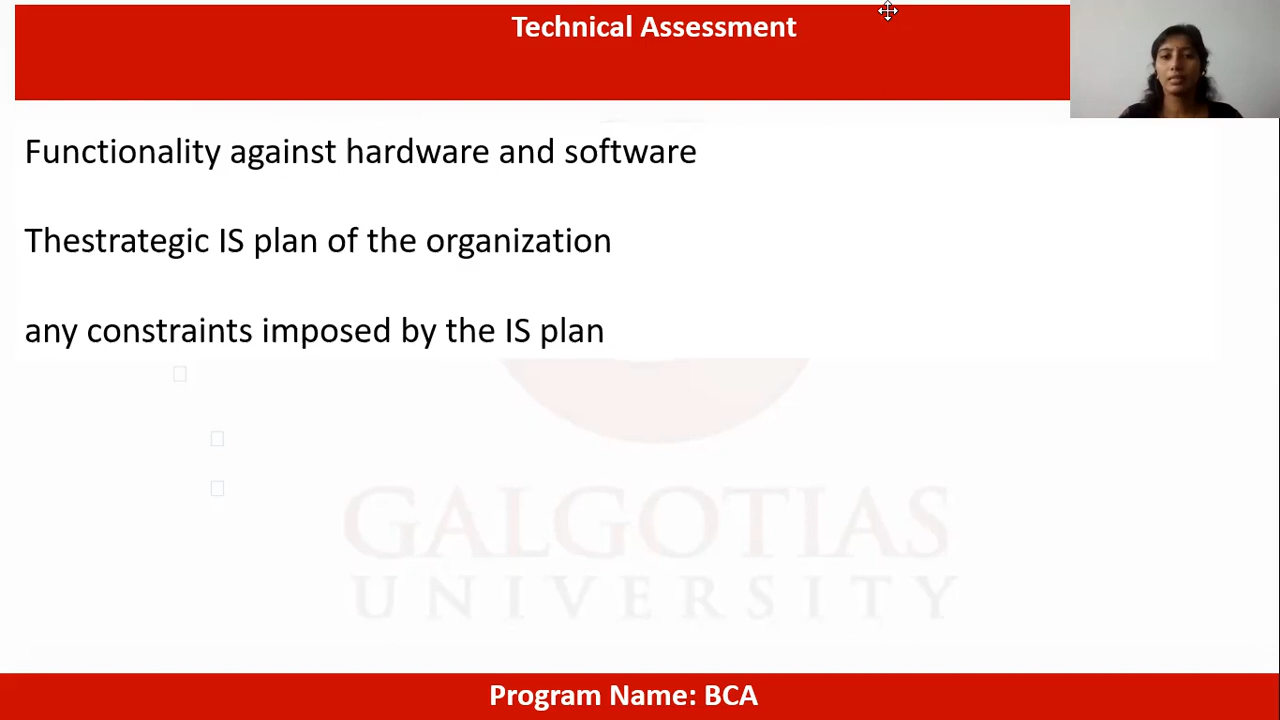 Technical Assessment
Functionality against hardware and software
Thestrategic IS plan of the organization
any constraints imposed by the IS plan
GALGOTIAS
UNIVERSITY
Program Name: BCA